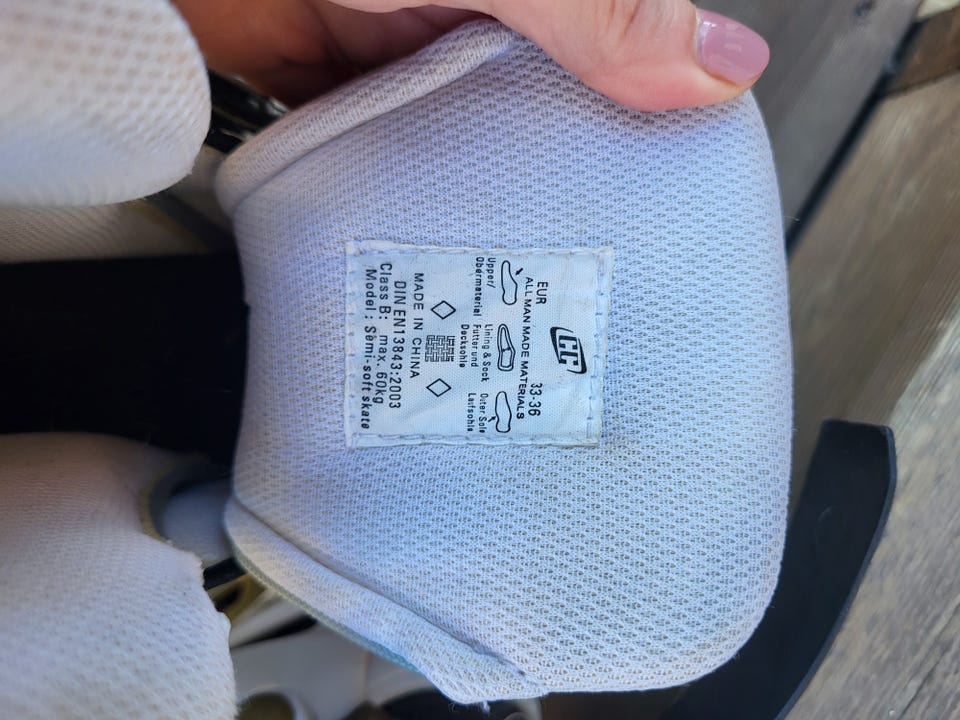 CC
EUR 33-36
ALL MAN MADE MATERIALS
Upper/ Lining & Sock Outer Sole
Obermaterial Futter und Laufsohle
Decksohle
MADE IN CHINA
DIN EN13843:2003
Class B: max. 60kg
Model: Semi-soft skate